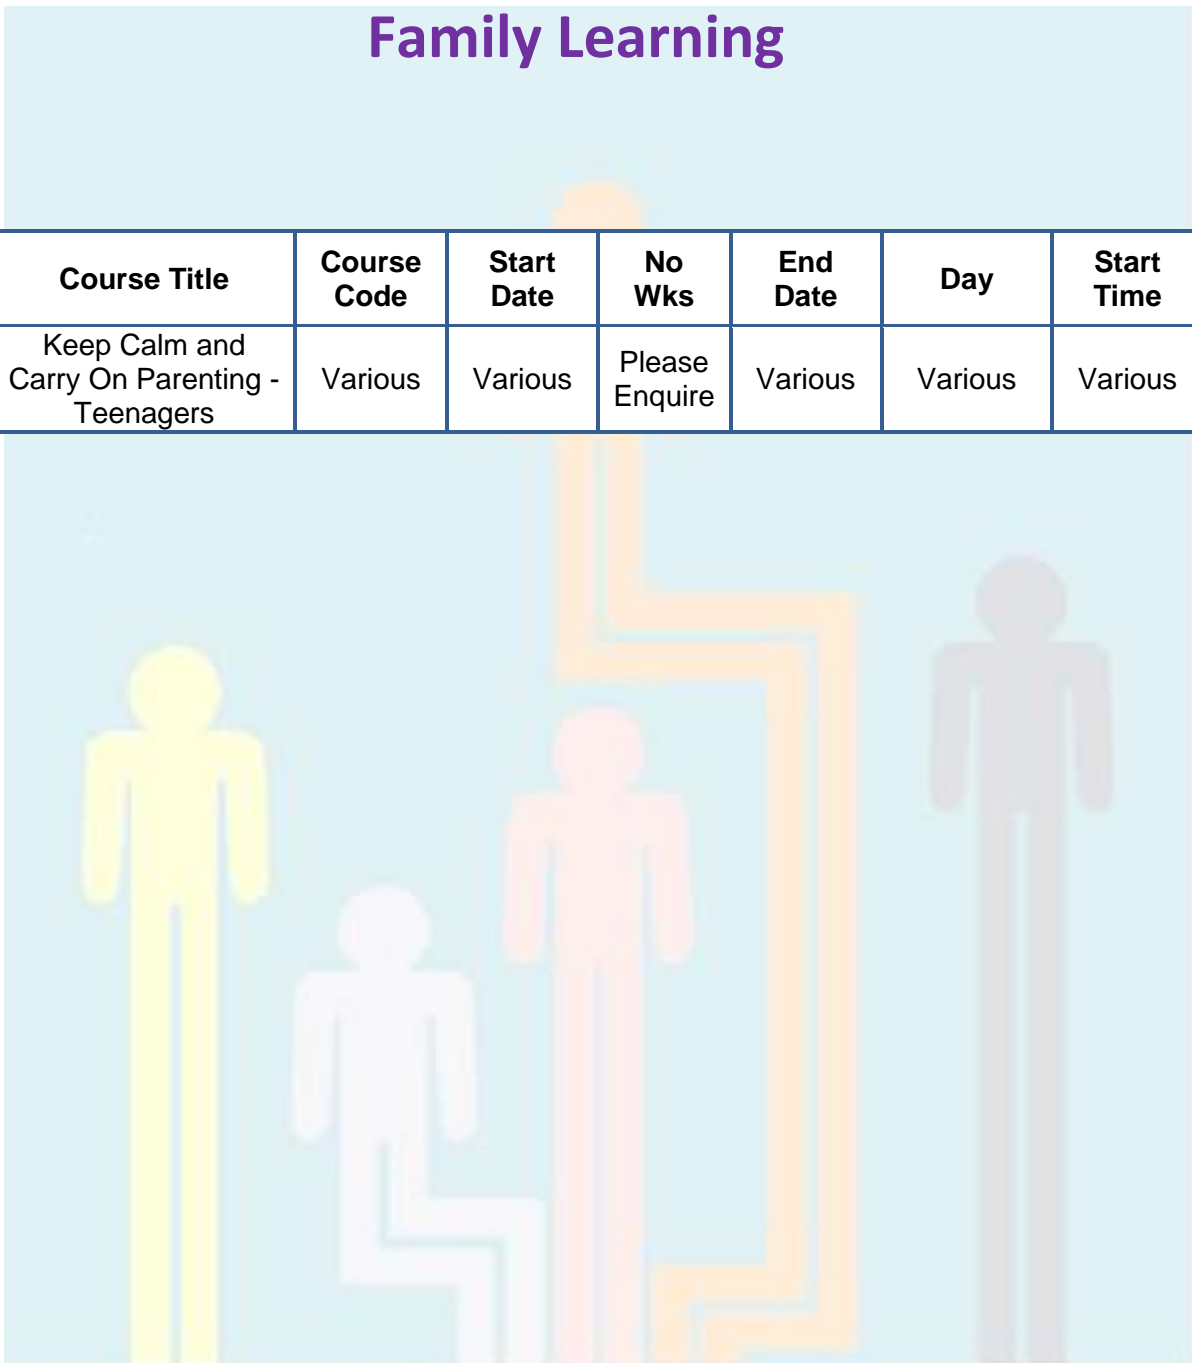 Family Learning
Course Title
Course
Code
Start
Date
No
Wks
End
Date
Day
Start
Time
Keep Calm and
Carry On Parenting -
Teenagers
Various
Various
Please
Enquire
Various
Various
Various